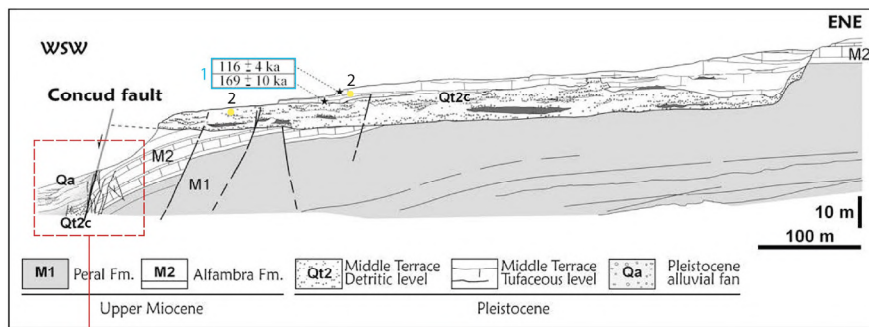 WSW
ENE
1
116 ± 4 ka
169 ± 10 ka
2
2
Concud fault
M2
Qt2c
M2
M1
Qa
Qt2c
10 m
100 m
M1 Peral Fm.
M2 Alfambra Fm.
Qt2 Middle Terrace
Detritic level
Middle Terrace
Tufaceous level
Qa Pleistocene
alluvial fan
Upper Miocene
Pleistocene